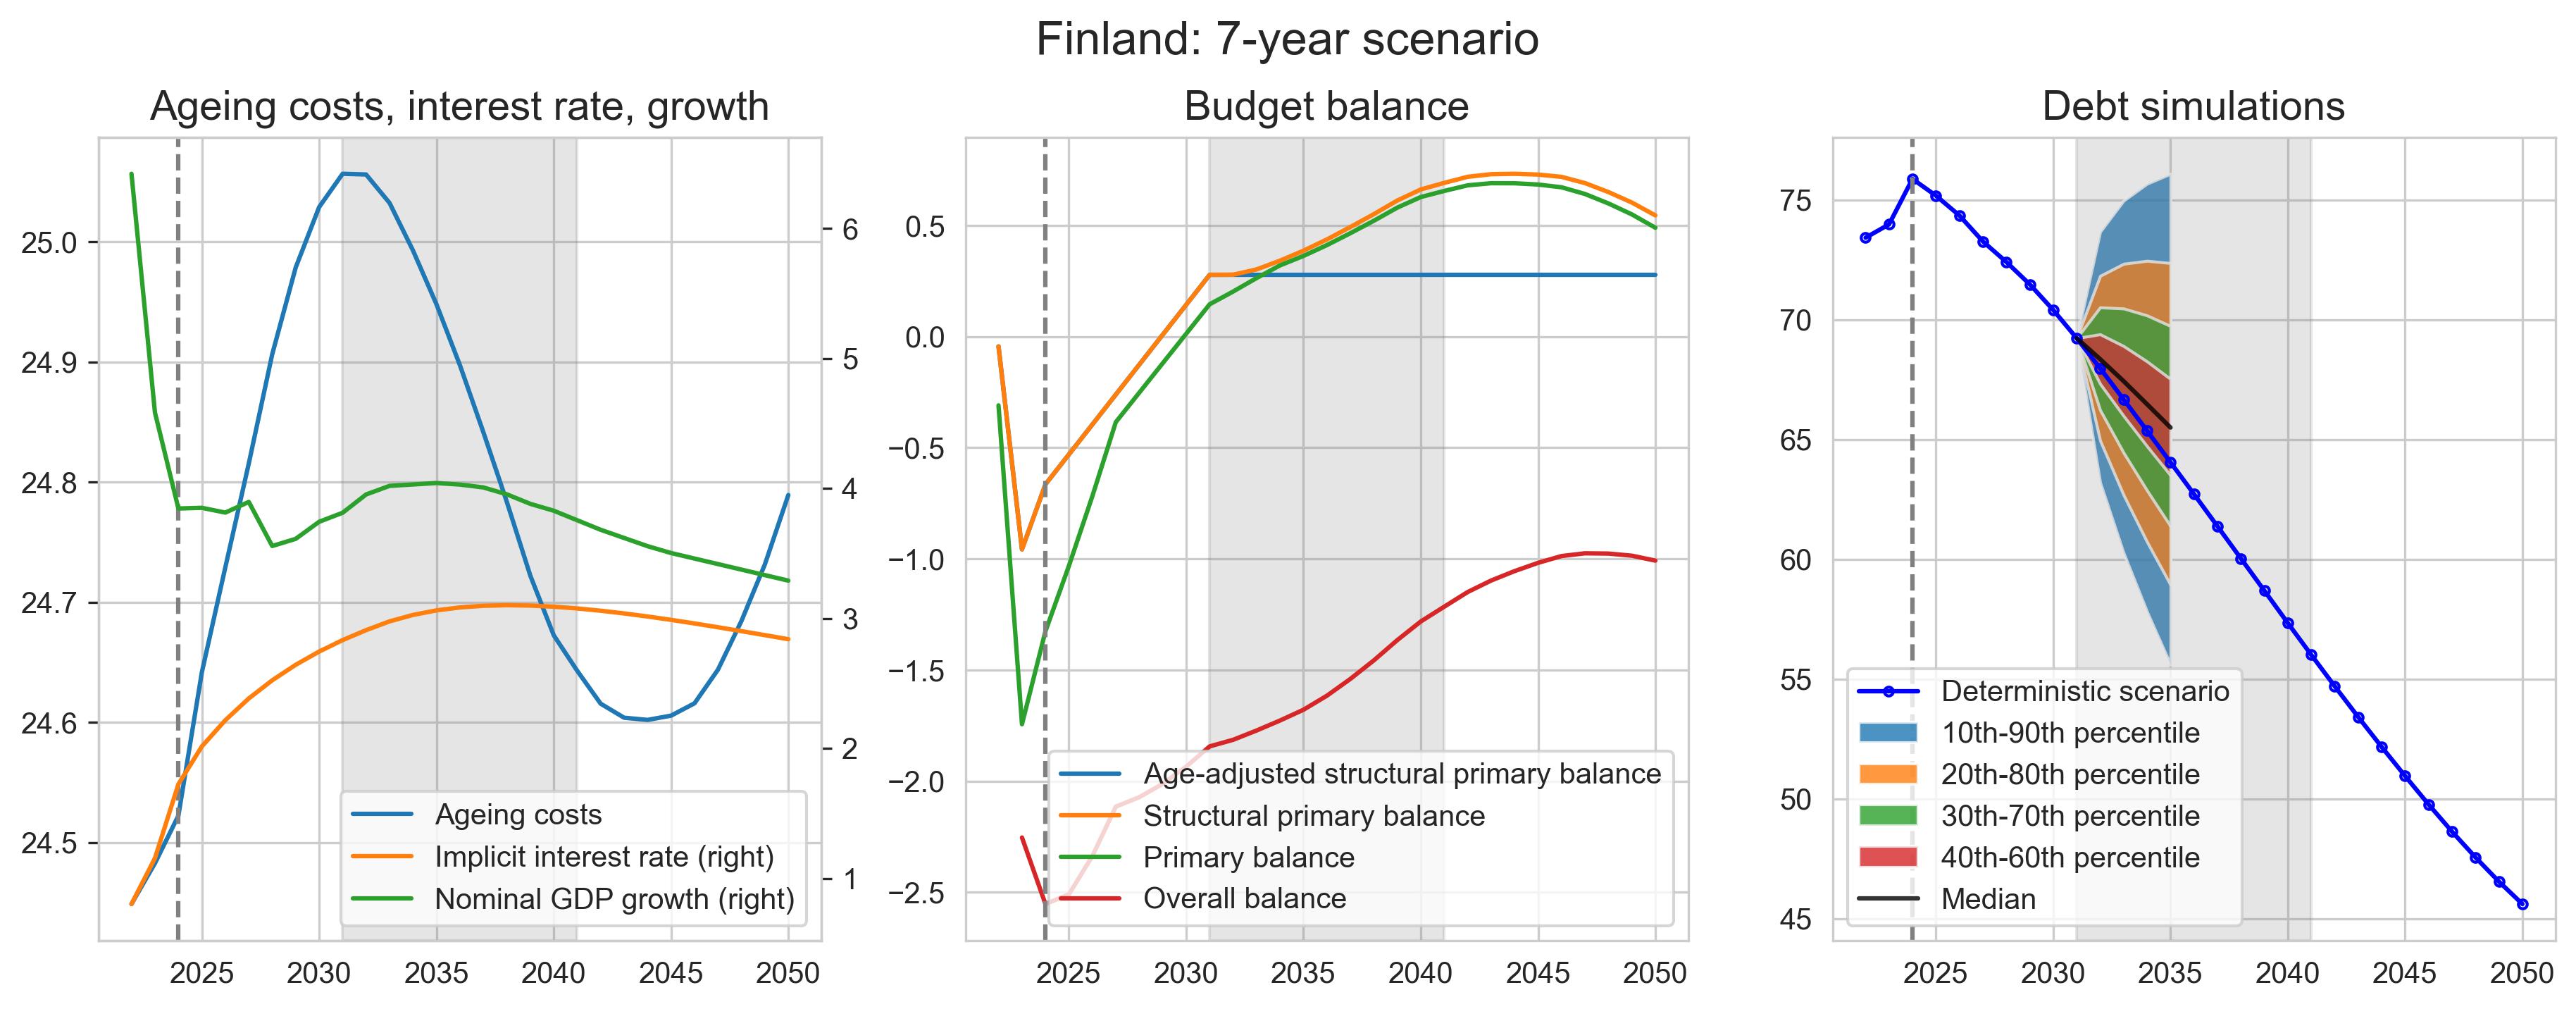 Finland: 7-year scenario
Ageing costs, interest rate, growth
25.0
24.9
24.8
24.7
24.6
24.5
6
5
4
3
2
1
Ageing costs
Implicit interest rate (right)
Nominal GDP growth (right)
2025 2030 2035 2040 2045 2050
Budget balance
0.5
0.0
−0.5
−1.0
−1.5
−2.0
−2.5
Age-adjusted structural primary balance
Structural primary balance
Primary balance
Overall balance
2025 2030 2035 2040 2045 2050
Debt simulations
75
70
65
60
55
50
45
Deterministic scenario
10th-90th percentile
20th-80th percentile
30th-70th percentile
40th-60th percentile
Median
2025 2030 2035 2040 2045 2050